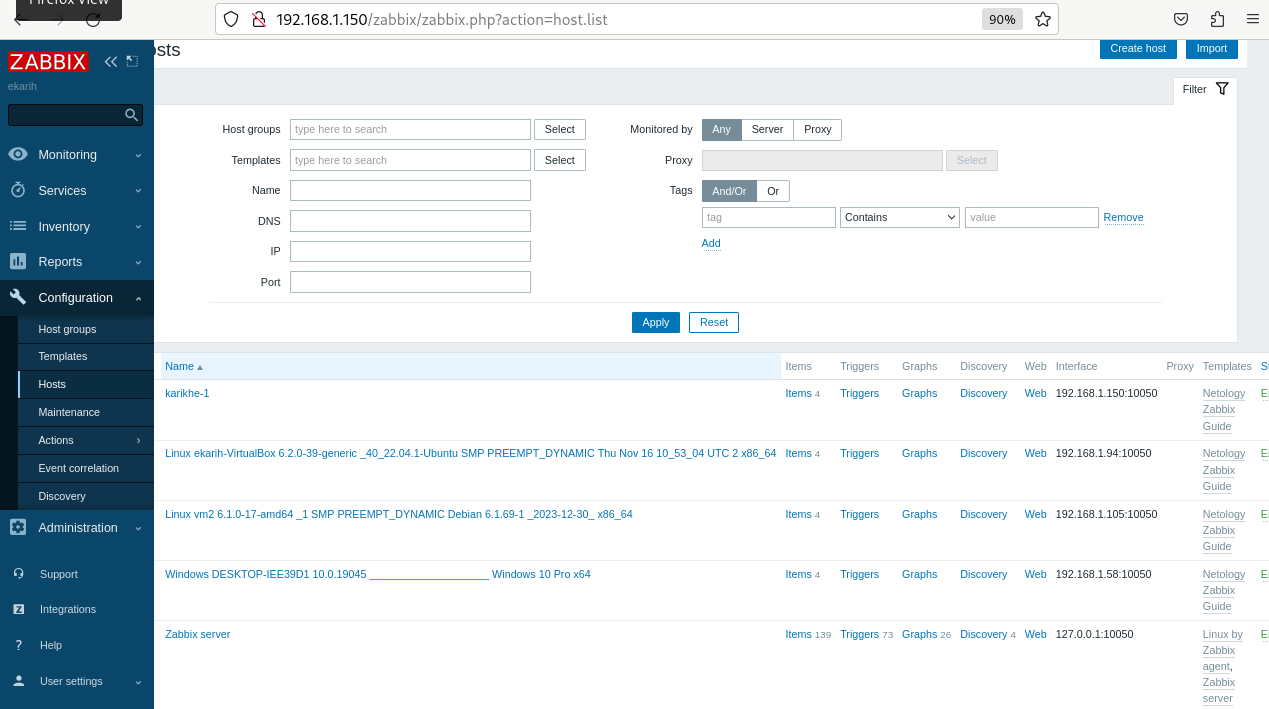 Firefox View
192.168.1.150/zabbix/zabbix.php?action=host.list
90%
ZABBIX
ekarih
Monitoring
Services
Inventory
Reports
Configuration
Host groups
Templates
Hosts
Maintenance
Actions
Event correlation
Discovery
Administration
Support
Integrations
Help
User settings
osts
Create host Import
Filter
Host groups type here to search Select Monitored by Any Server Proxy
Templates type here to search Select Proxy Select
Name Tags And/Or Or
DNS tag Contains value Remove
IP Add
Port
Apply Reset
Name Items Triggers Graphs Discovery Web Interface Proxy Templates S
karikhe-1 Items 4 Triggers Graphs Discovery Web 192.168.1.150:10050 Netology E
Zabbix
Guide
Linux ekarih-VirtualBox 6.2.0-39-generic _40_22.04.1-Ubuntu SMP PREEMPT_DYNAMIC Thu Nov 16 10_53_04 UTC 2 x86_64 Items 4 Triggers Graphs Discovery Web 192.168.1.94:10050 Netology E
Zabbix
Guide
Linux vm2 6.1.0-17-amd64 _1 SMP PREEMPT_DYNAMIC Debian 6.1.69-1 _2023-12-30_ x86_64 Items 4 Triggers Graphs Discovery Web 192.168.1.105:10050 Netology E
Zabbix
Guide
Windows DESKTOP-IEE39D1 10.0.19045 ____________________ Windows 10 Pro x64 Items 4 Triggers Graphs Discovery Web 192.168.1.58:10050 Netology E
Zabbix
Guide
Zabbix server Items 139 Triggers 73 Graphs 26 Discovery 4 Web 127.0.0.1:10050 Linux by E
Zabbix
agent,
Zabbix
server